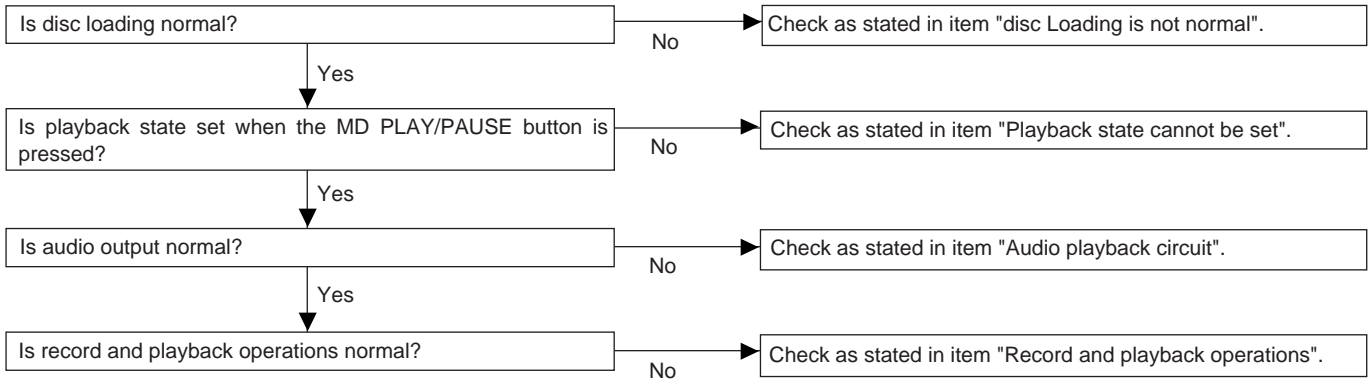 Is disc loading normal?
No
Check as stated in item "disc Loading is not normal".
Yes
Is playback state set when the MD PLAY/PAUSE button is
pressed?
No
Check as stated in item "Playback state cannot be set".
Yes
Is audio output normal?
No
Check as stated in item "Audio playback circuit".
Yes
Is record and playback operations normal?
No
Check as stated in item "Record and playback operations".